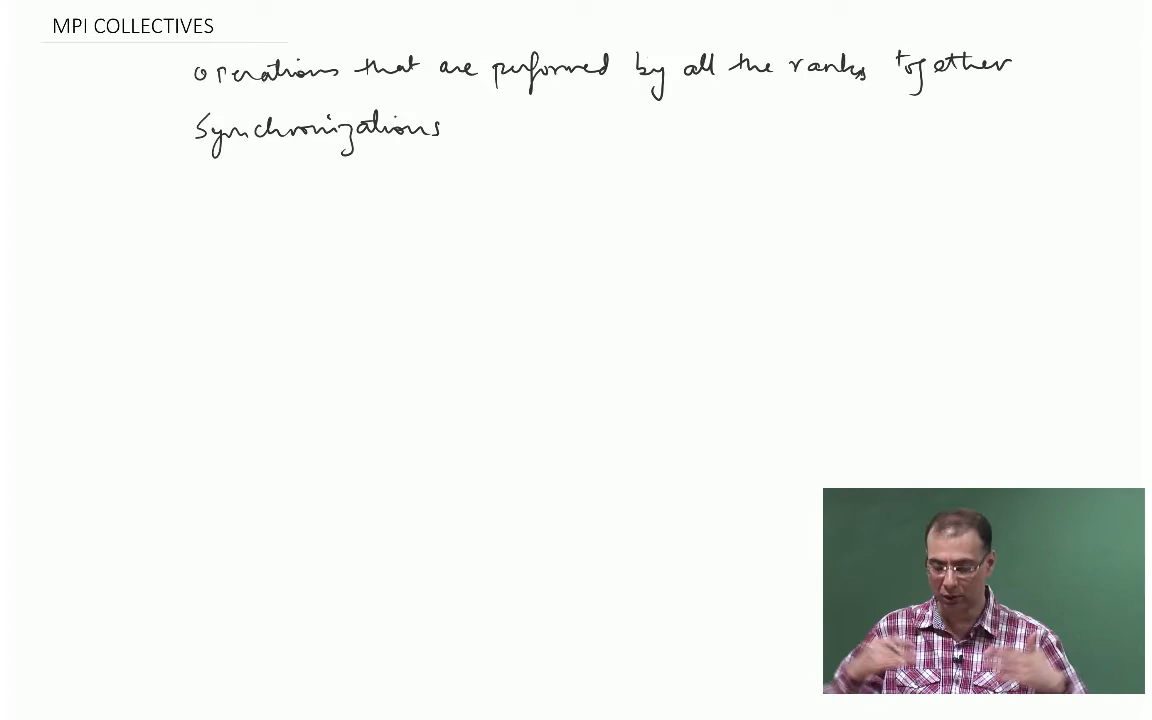 MPI COLLECTIVES
operations that are performed by all the ranks together
Synchronizations